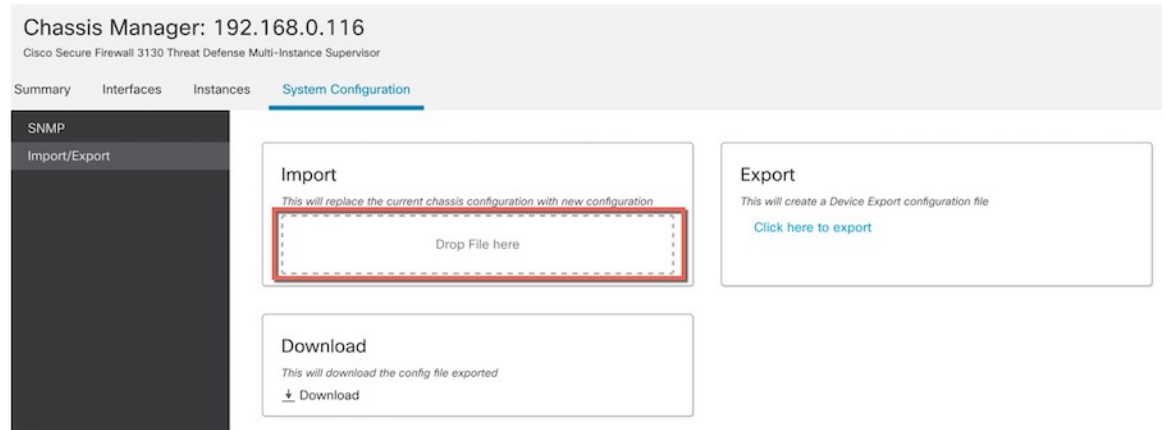 Chassis Manager: 192.168.0.116
Cisco Secure Firewall 3130 Threat Defense Multi-Instance Supervisor
Summary Interfaces Instances System Configuration
SNMP
Import/Export
Import
This will replace the current chassis configuration with new configuration
Drop File here
Export
This will create a Device Export configuration file
Click here to export
Download
This will download the config file exported
Download